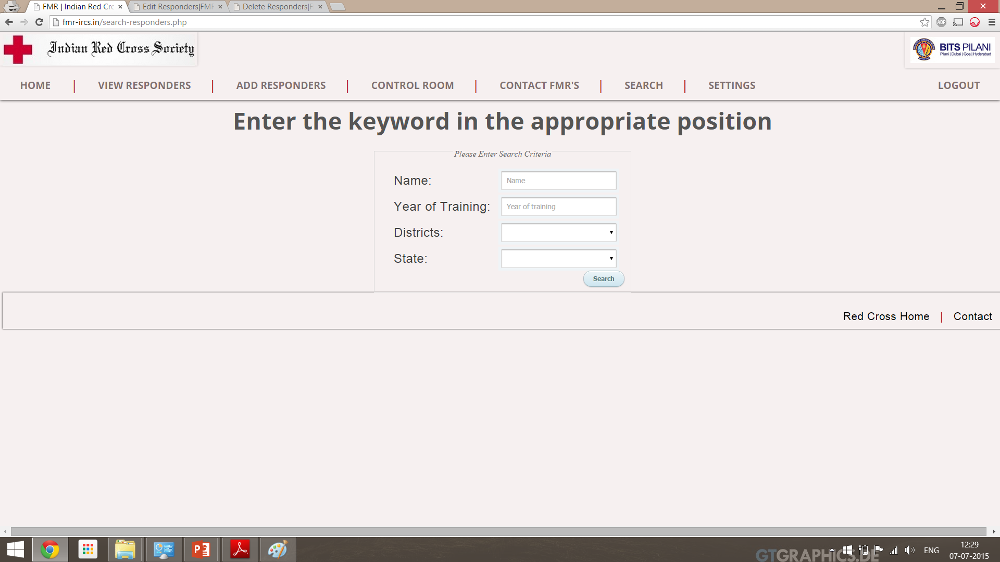 FMR | Indian Red Cro
Edit Responders|FMR
Delete Responders|F
fmr-ircs.in/search-responders.php
ABP
Indian Red Cross Society
BITS PILANI
Pilani | Dubai | Goa | Hyderabad
HOME | VIEW RESPONDERS | ADD RESPONDERS | CONTROL ROOM | CONTACT FMR'S | SEARCH | SETTINGS
LOGOUT
Enter the keyword in the appropriate position
Please Enter Search Criteria
Name: Name
Year of Training: Year of training
Districts:
State:
Search
Red Cross Home | Contact
GTGRAPHICS.DE
ENG
12:29
07-07-2015